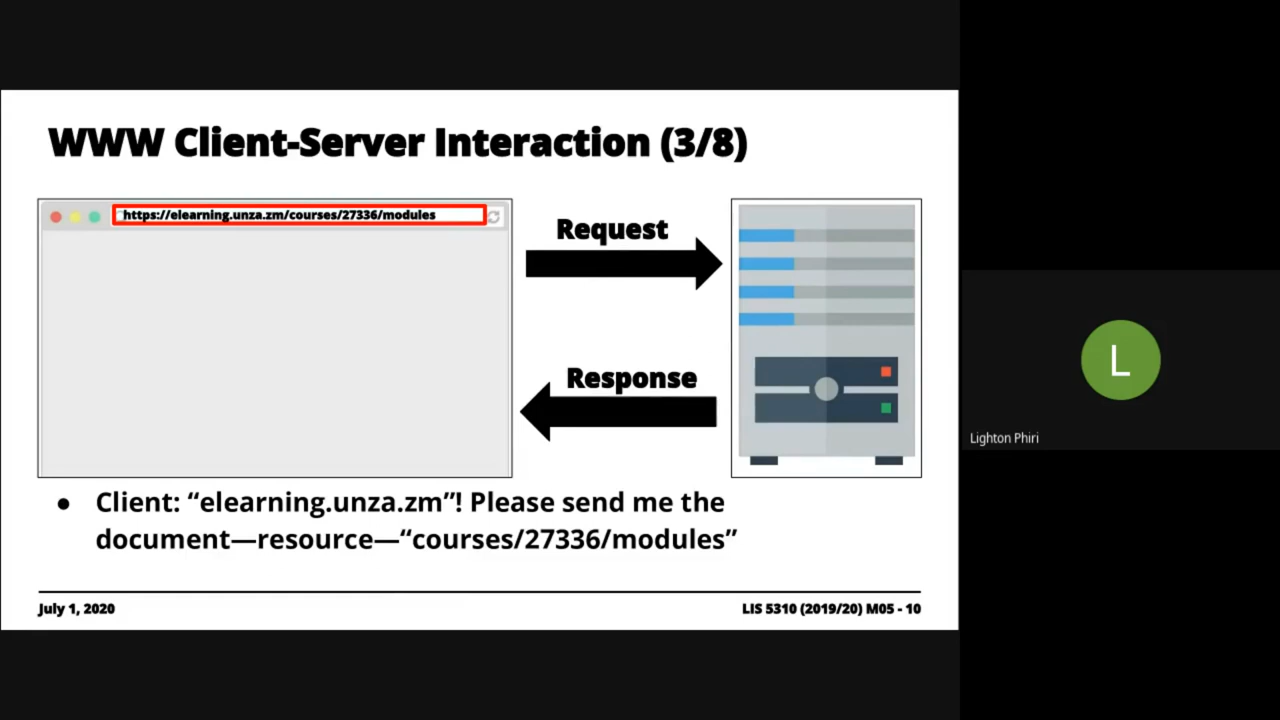 WWW Client-Server Interaction (3/8)
https://elearning.unza.zm/courses/27336/modules
Request
Response
● Client: “elearning.unza.zm”! Please send me the
document—resource—“courses/27336/modules”
July 1, 2020
LIS 5310 (2019/20) M05 - 10
L
Lighton Phiri